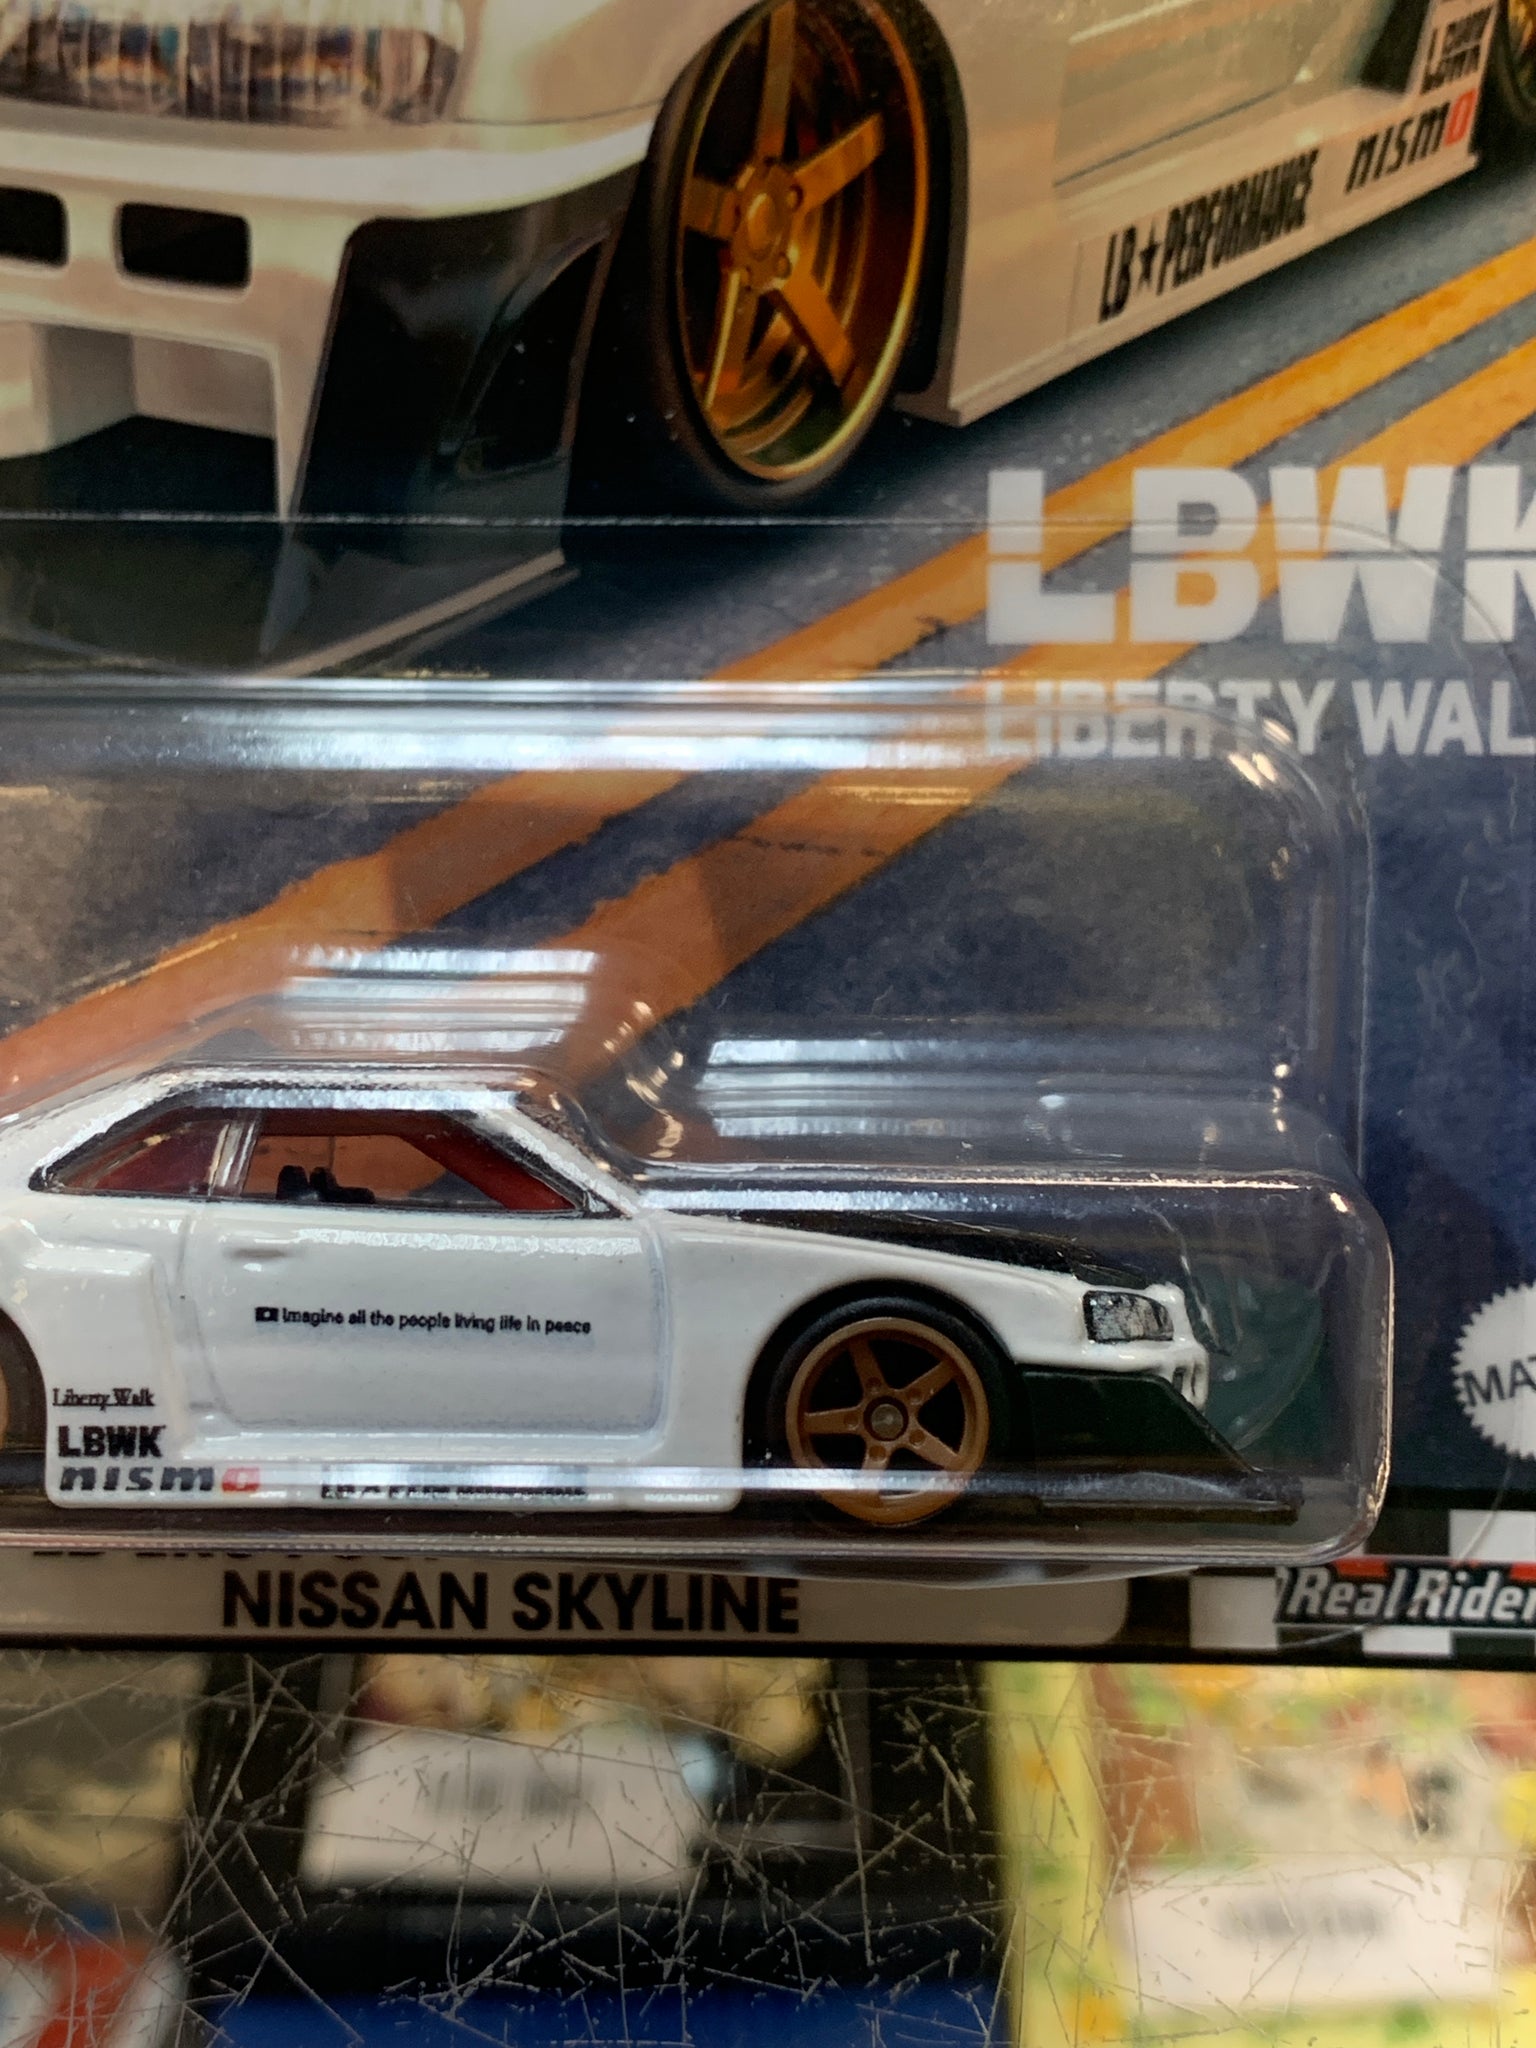 LBWK
nismo
LB★PERFORMANCE
LBWK
LIBERTY WAL
Imagine all the people living life in peace
Liberty Walk
LBWK
nismo
MAT
NISSAN SKYLINE
Real Rider